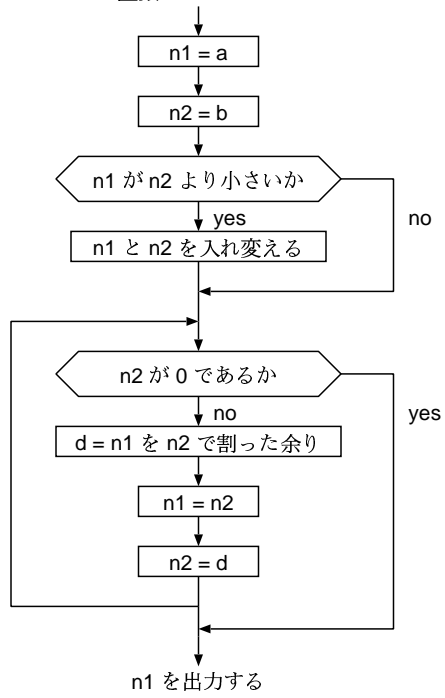 n1 = a
n2 = b
n1 が n2 より小さいか
yes
no
n1 と n2 を入れ変える
n2 が 0 であるか
no
yes
d = n1 を n2 で割った余り
n1 = n2
n2 = d
n1 を出力する